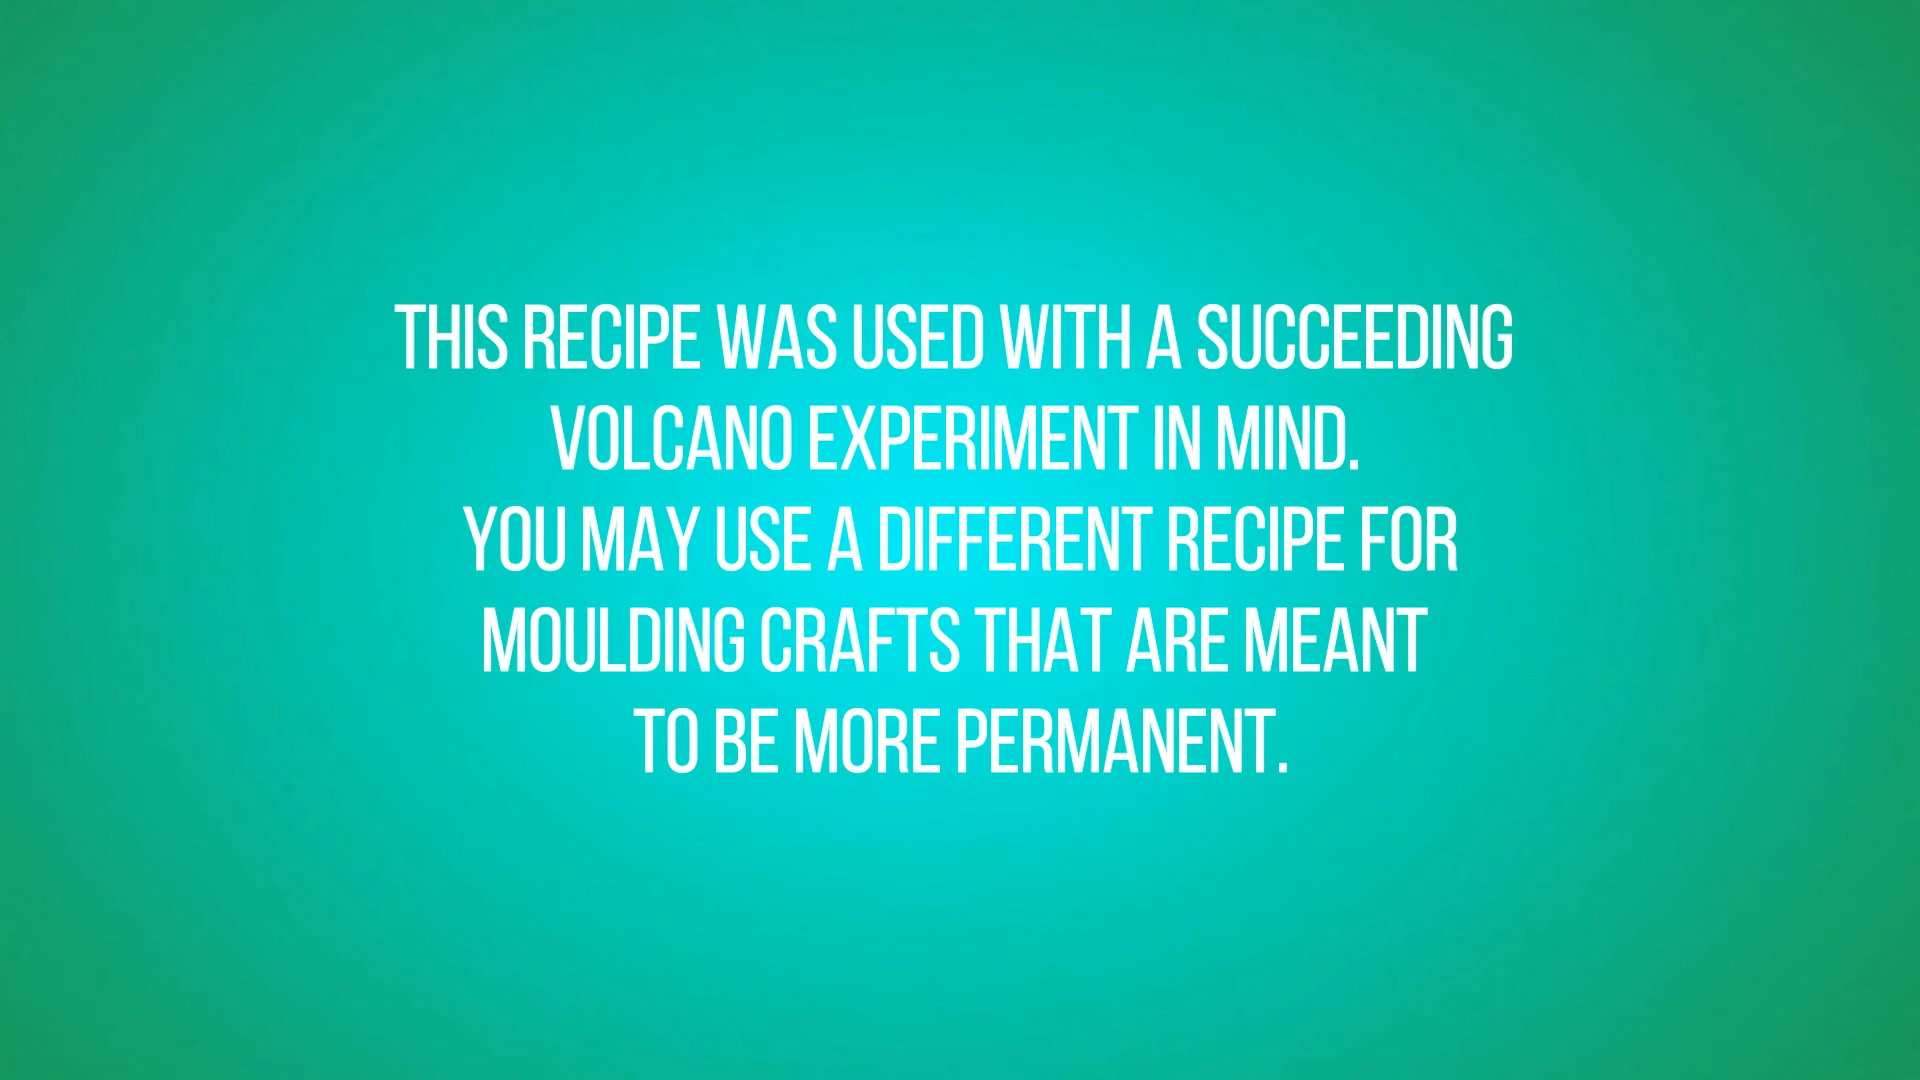 THIS RECIPE WAS USED WITH A SUCCEEDING
VOLCANO EXPERIMENT IN MIND.
YOU MAY USE A DIFFERENT RECIPE FOR
MOULDING CRAFTS THAT ARE MEANT
TO BE MORE PERMANENT.